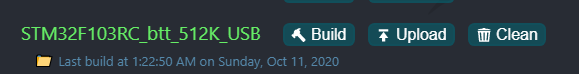 STM32F103RC_btt_512K_USB Build Upload Clean
Last build at 1:22:50 AM on Sunday, Oct 11, 2020